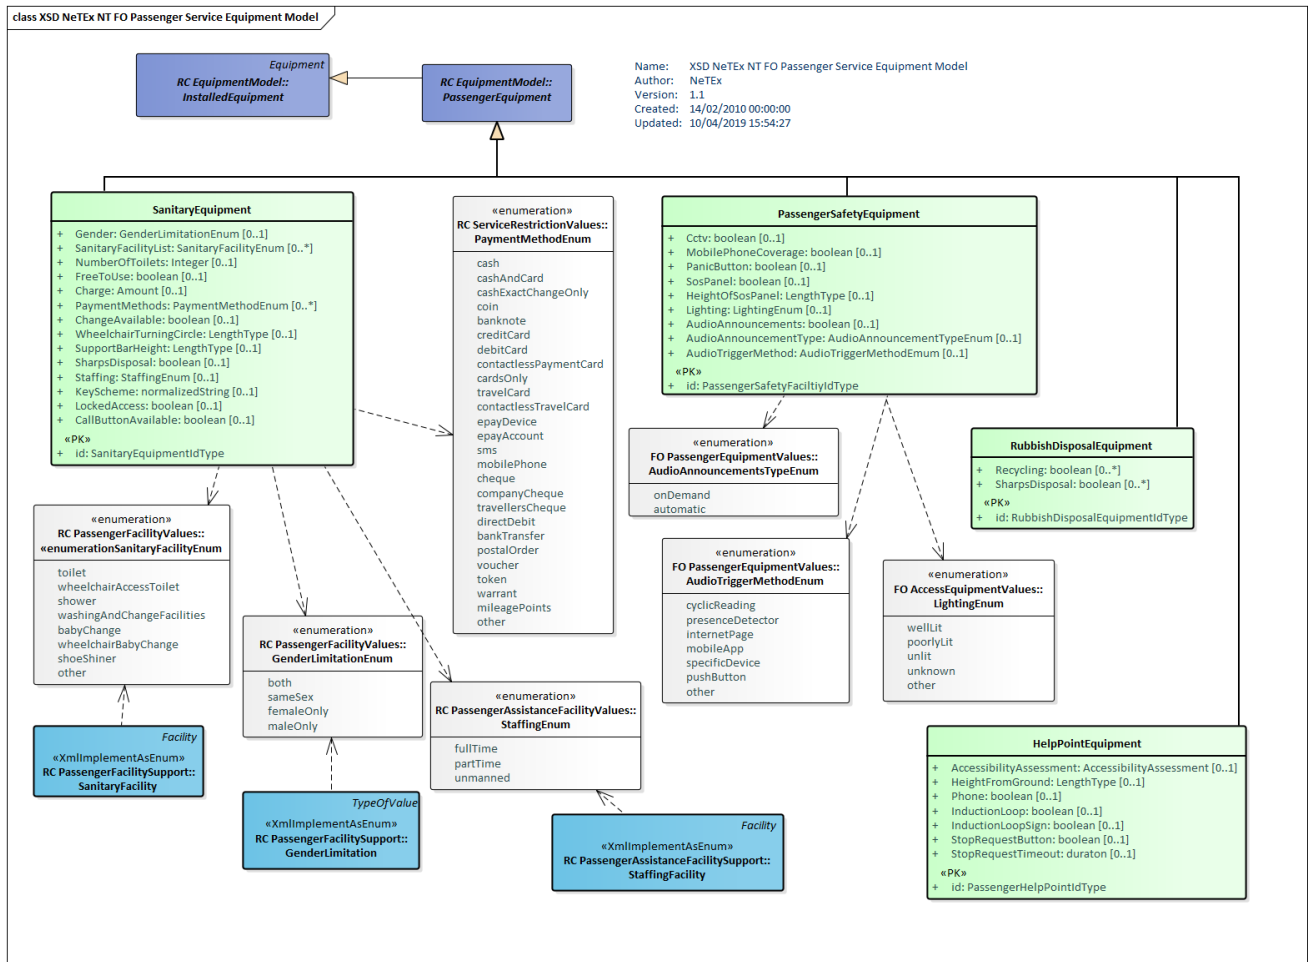 class XSD NeTEx NT FO Passenger Service Equipment Model
Equipment
RC EquipmentModel::
InstalledEquipment
RC EquipmentModel::
PassengerEquipment
Name: XSD NeTEx NT FO Passenger Service Equipment Model
Author: NeTEx
Version: 1.1
Created: 14/02/2010 00:00:00
Updated: 10/04/2019 15:54:27
SanitaryEquipment
+ Gender: GenderLimitationEnum [0..1]
+ SanitaryFacilityList: SanitaryFacilityEnum [0..*]
+ NumberOfToilets: Integer [0..1]
+ FreeToUse: boolean [0..1]
+ Charge: Amount [0..1]
+ PaymentMethods: PaymentMethodEnum [0..*]
+ ChangeAvailable: boolean [0..1]
+ WheelchairTurningCircle: LengthType [0..1]
+ SupportBarHeight: LengthType [0..1]
+ SharpsDisposal: boolean [0..1]
+ Staffing: StaffingEnum [0..1]
+ KeyScheme: normalizedString [0..1]
+ LockedAccess: boolean [0..1]
+ CallButtonAvailable: boolean [0..1]
«PK»
+ id: SanitaryEquipmentIdType
«enumeration»
RC ServiceRestrictionValues::
PaymentMethodEnum
cash
cashAndCard
cashExactChangeOnly
coin
banknote
creditCard
debitCard
contactlessPaymentCard
cardsOnly
travelCard
contactlessTravelCard
epayDevice
epayAccount
sms
mobilePhone
cheque
companyCheque
travellersCheque
directDebit
bankTransfer
postalOrder
voucher
token
warrant
mileagePoints
other
PassengerSafetyEquipment
+ Cctv: boolean [0..1]
+ MobilePhoneCoverage: boolean [0..1]
+ PanicButton: boolean [0..1]
+ SosPanel: boolean [0..1]
+ HeightOfSosPanel: LengthType [0..1]
+ Lighting: LightingEnum [0..1]
+ AudioAnnouncements: boolean [0..1]
+ AudioAnnouncementType: AudioAnnouncementTypeEnum [0..1]
+ AudioTriggerMethod: AudioTriggerMethodEmum [0..1]
«PK»
+ id: PassengerSafetyFaciltiyIdType
«enumeration»
FO PassengerEquipmentValues::
AudioAnnouncementsTypeEnum
onDemand
automatic
RubbishDisposalEquipment
+ Recycling: boolean [0..*]
+ SharpsDisposal: boolean [0..*]
«PK»
+ id: RubbishDisposalEquipmentIdType
«enumeration»
RC PassengerFacilityValues::
«enumerationSanitaryFacilityEnum
toilet
wheelchairAccessToilet
shower
washingAndChangeFacilities
babyChange
wheelchairBabyChange
shoeShiner
other
«enumeration»
FO PassengerEquipmentValues::
AudioTriggerMethodEnum
cyclicReading
presenceDetector
internetPage
mobileApp
specificDevice
pushButton
other
«enumeration»
FO AccessEquipmentValues::
LightingEnum
wellLit
poorlyLit
unlit
unknown
other
«enumeration»
RC PassengerFacilityValues::
GenderLimitationEnum
both
sameSex
femaleOnly
maleOnly
«enumeration»
RC PassengerAssistanceFacilityValues::
StaffingEnum
fullTime
partTime
unmanned
Facility
«XmlImplementAsEnum»
RC PassengerFacilitySupport::
SanitaryFacility
HelpPointEquipment
+ AccessibilityAssessment: AccessibilityAssessment [0..1]
+ HeightFromGround: LengthType [0..1]
+ Phone: boolean [0..1]
+ InductionLoop: boolean [0..1]
+ InductionLoopSign: boolean [0..1]
+ StopRequestButton: boolean [0..1]
+ StopRequestTimeout: duraton [0..1]
«PK»
+ id: PassengerHelpPointIdType
TypeOfValue
«XmlImplementAsEnum»
RC PassengerFacilitySupport::
GenderLimitation
Facility
«XmlImplementAsEnum»
RC PassengerAssistanceFacilitySupport::
StaffingFacility